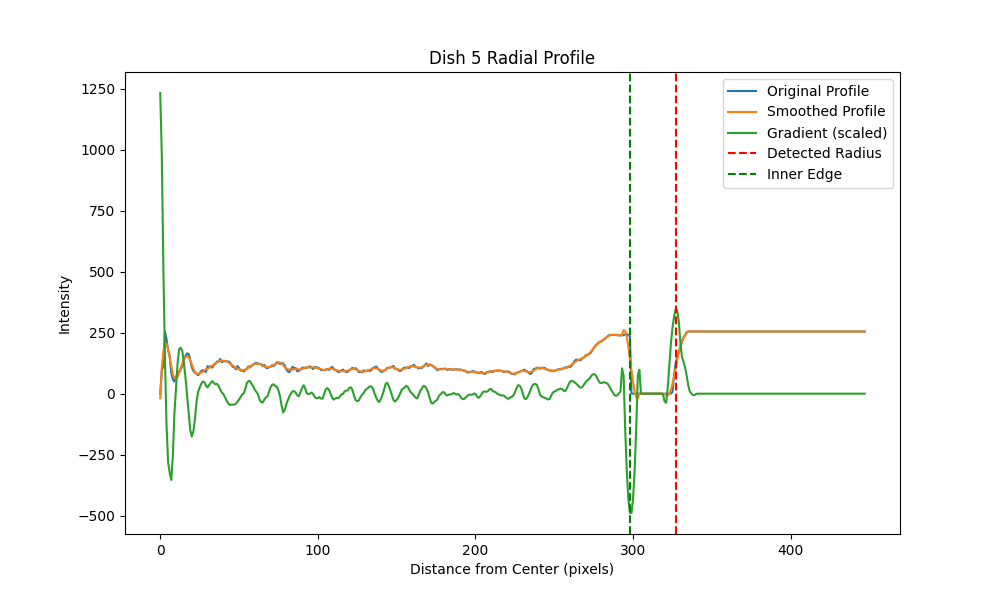 Dish 5 Radial Profile
1250
1000
750
500
250
0
−250
−500
Intensity
0 100 200 300 400
Distance from Center (pixels)
Original Profile
Smoothed Profile
Gradient (scaled)
Detected Radius
Inner Edge